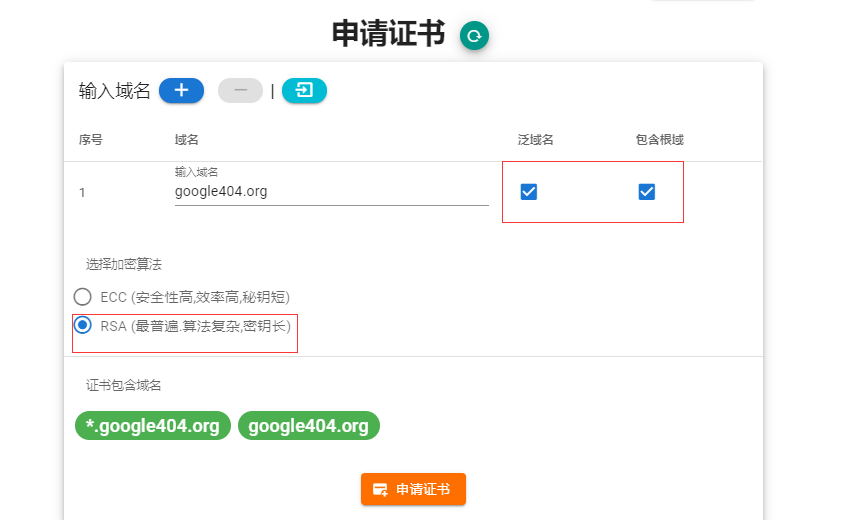 申请证书
输入域名 |
序号 域名 泛域名 包含根域
输入域名
1 google404.org
选择加密算法
ECC (安全性高,效率高,秘钥短)
RSA (最普遍.算法复杂,密钥长)
证书包含域名
*.google404.org google404.org
申请证书